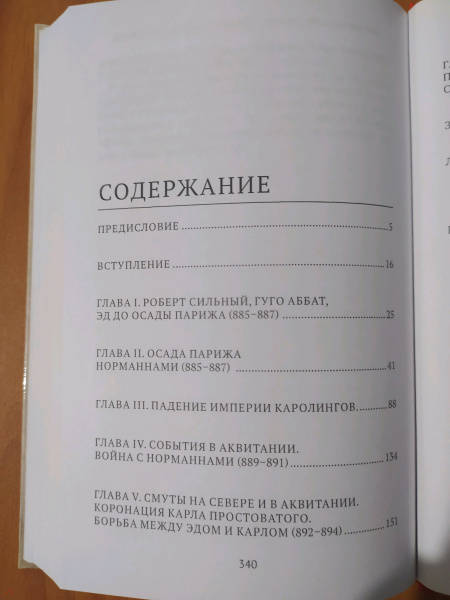 СОДЕРЖАНИЕ
ПРЕДИСЛОВИЕ 5
ВСТУПЛЕНИЕ 16
ГЛАВА I. РОБЕРТ СИЛЬНЫЙ, ГУГО АББАТ,
ЭД ДО ОСАДЫ ПАРИЖА (885–887) 25
ГЛАВА II. ОСАДА ПАРИЖА
НОРМАННАМИ (885–887) 41
ГЛАВА III. ПАДЕНИЕ ИМПЕРИИ КАРОЛИНГОВ. 88
ГЛАВА IV. СОБЫТИЯ В АКВИТАНИИ.
ВОЙНА С НОРМАННАМИ (889–891) 134
ГЛАВА V. СМУТЫ НА СЕВЕРЕ И В АКВИТАНИИ.
КОРОНАЦИЯ КАРЛА ПРОСТОВАТОГО.
БОРЬБА МЕЖДУ ЭДОМ И КАРЛОМ (892–894) 151
340